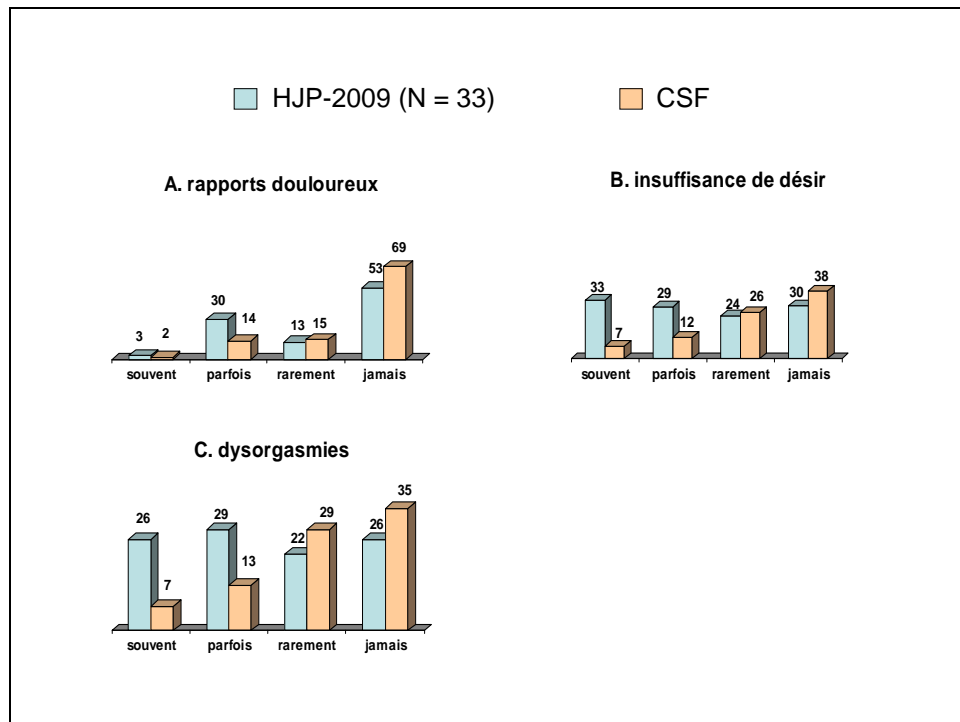 HJP-2009 (N = 33) CSF
A. rapports douloureux
3 2 30 14 13 15 53 69
souvent parfois rarement jamais
B. insuffisance de désir
33 7 29 12 24 26 30 38
souvent parfois rarement jamais
C. dysorgasmies
26 7 29 13 22 29 26 35
souvent parfois rarement jamais